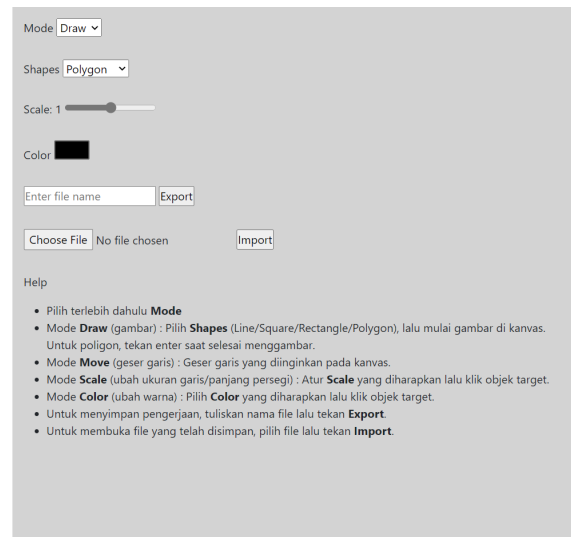 Mode Draw
Shapes Polygon
Scale: 1
Color
Enter file name Export
Choose File No file chosen Import
Help
Pilih terlebih dahulu Mode
Mode Draw (gambar) : Pilih Shapes (Line/Square/Rectangle/Polygon), lalu mulai gambar di kanvas.
Untuk poligon, tekan enter saat selesai menggambar.
Mode Move (geser garis) : Geser garis yang diinginkan pada kanvas.
Mode Scale (ubah ukuran garis/panjang persegi) : Atur Scale yang diharapkan lalu klik objek target.
Mode Color (ubah warna) : Pilih Color yang diharapkan lalu klik objek target.
Untuk menyimpan pengerjaan, tuliskan nama file lalu tekan Export.
Untuk membuka file yang telah disimpan, pilih file lalu tekan Import.